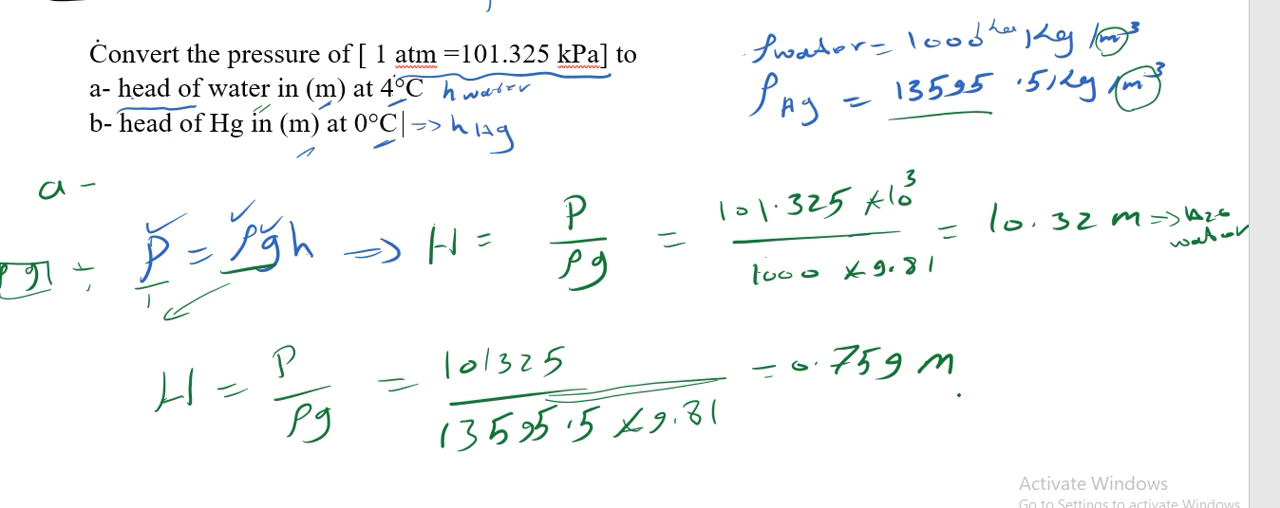 Convert the pressure of [ 1 atm =101.325 kPa] to
a- head of water in (m) at 4°C h water
b- head of Hg in (m) at 0°C => h Hg
ρwater = 1000 Kg/m³
ρHg = 13595.5 Kg/m³
a -
ρg ÷ P = ρgh => H = P/ρg = 101.325 *10³ / 1000 * 9.81 = 10.32 m => H2O water
H = P/ρg = 101325 / 13595.5 * 9.81 = 0.759 m.
Activate Windows
Go to Settings to activate Windows.